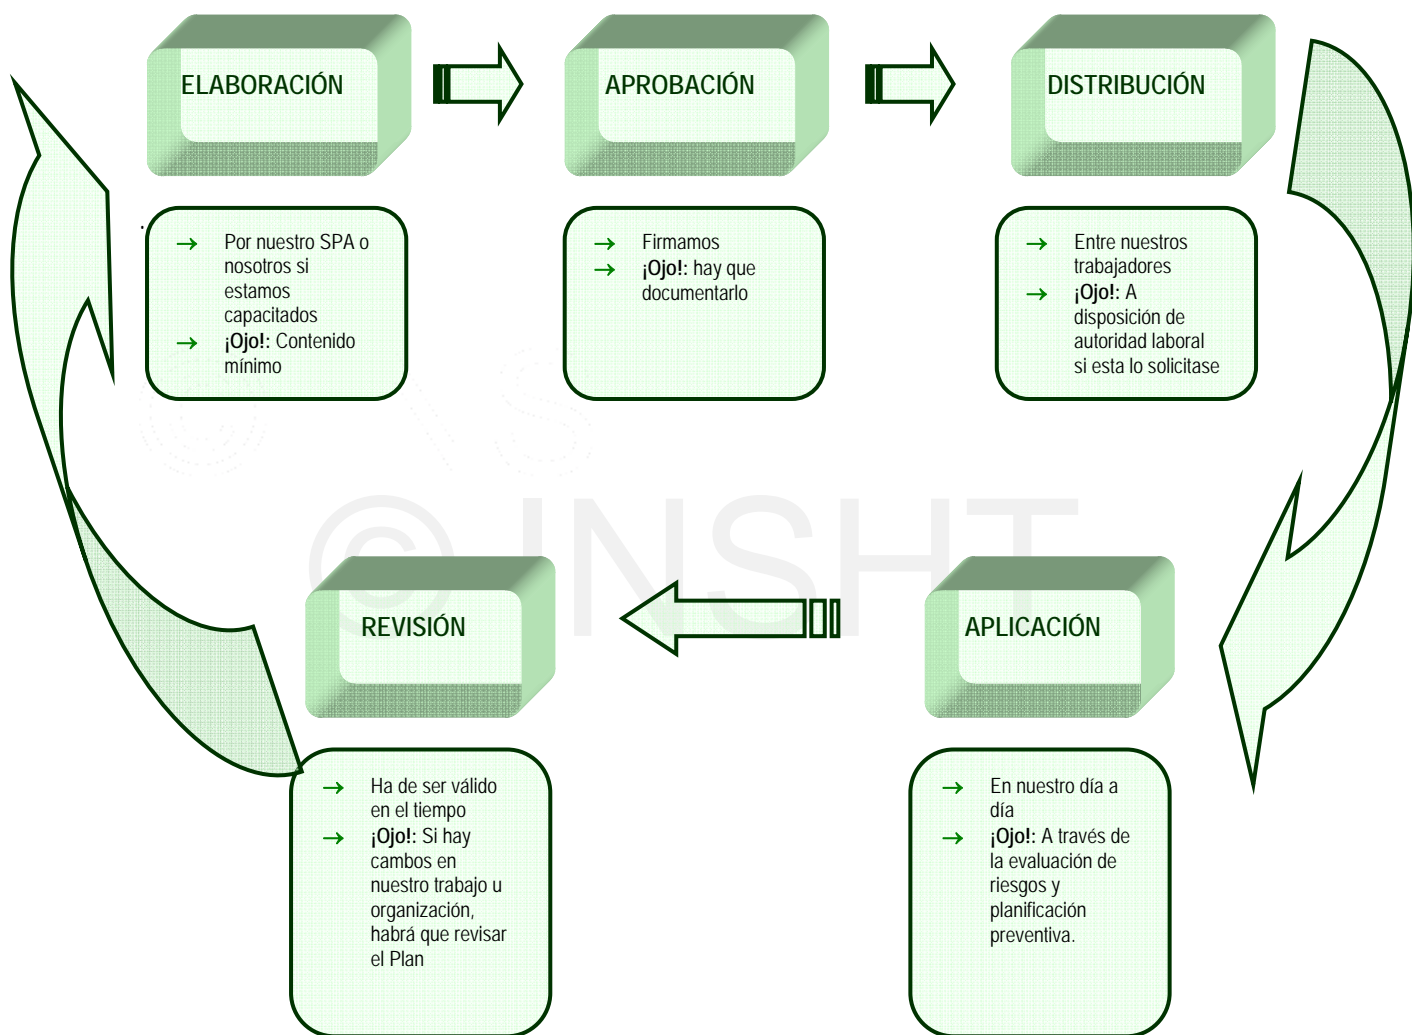 ELABORACIÓN
APROBACIÓN
DISTRIBUCIÓN
→ Por nuestro SPA o
nosotros si
estamos
capacitados
→ ¡Ojo!: Contenido
mínimo
→ Firmamos
→ ¡Ojo!: hay que
documentarlo
→ Entre nuestros
trabajadores
→ ¡Ojo!: A
disposición de
autoridad laboral
si esta lo solicitase
© INSHT
REVISIÓN
APLICACIÓN
→ Ha de ser válido
en el tiempo
→ ¡Ojo!: Si hay
cambos en
nuestro trabajo u
organización,
habrá que revisar
el Plan
→ En nuestro día a
día
→ ¡Ojo!: A través de
la evaluación de
riesgos y
planificación
preventiva.